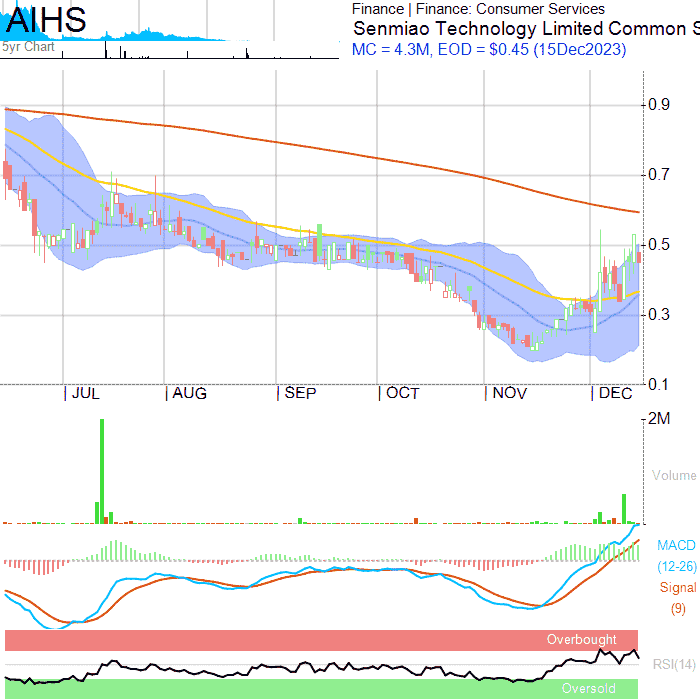 AIHS
5yr Chart
Finance | Finance: Consumer Services
Senmiao Technology Limited Common S
MC = 4.3M, EOD = $0.45 (15Dec2023)
0.9
0.7
0.5
0.3
0.1
JUL AUG SEP OCT NOV DEC
2M
Volume
MACD
(12-26)
Signal
(9)
Overbought
RSI(14)
Oversold